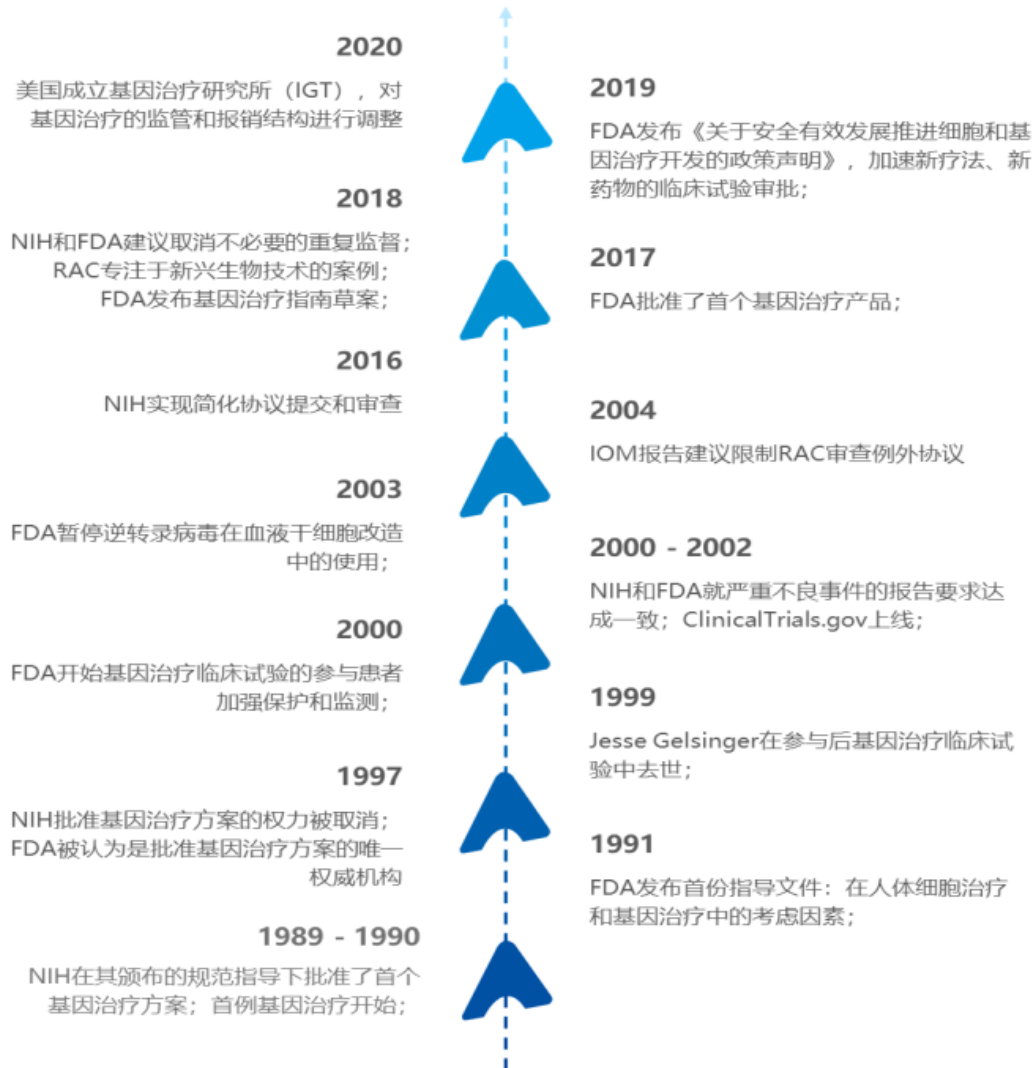 2020
美国成立基因治疗研究所（IGT），对
基因治疗的监管和报销结构进行调整
2019
FDA发布《关于安全有效发展推进细胞和基
因治疗开发的政策声明》，加速新疗法、新
药物的临床试验审批；
2018
NIH和FDA建议取消不必要的重复监督；
RAC专注于新兴生物技术的案例；
FDA发布基因治疗指南草案；
2017
FDA批准了首个基因治疗产品；
2016
NIH实现简化协议提交和审查
2004
IOM报告建议限制RAC审查例外协议
2003
FDA暂停逆转录病毒在血液干细胞改造
中的使用；
2000 - 2002
NIH和FDA就严重不良事件的报告要求达
成一致；ClinicalTrials.gov上线；
2000
FDA开始基因治疗临床试验的参与患者
加强保护和监测；
1999
Jesse Gelsinger在参与后基因治疗临床试
验中去世；
1997
NIH批准基因治疗方案的权力被取消；
FDA被认为是批准基因治疗方案的唯一
权威机构
1991
FDA发布首份指导文件：在人体细胞治疗
和基因治疗中的考虑因素；
1989 - 1990
NIH在其颁布的规范指导下批准了首个
基因治疗方案；首例基因治疗开始；